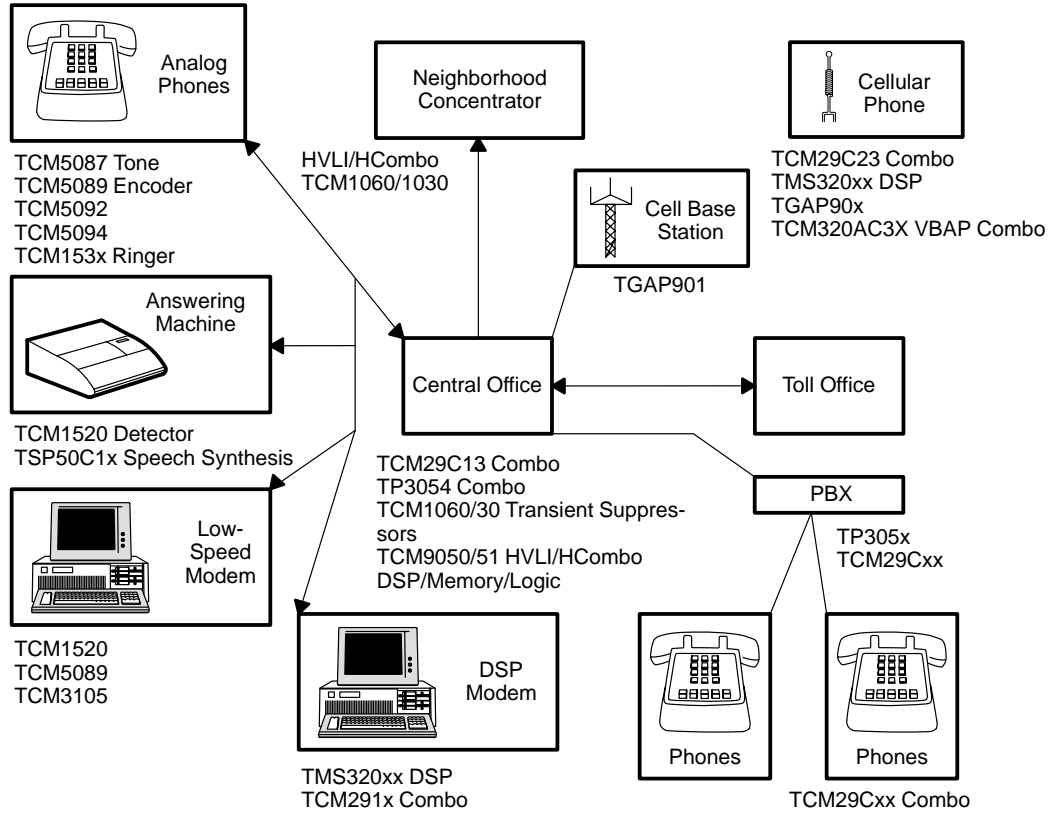 Analog
Phones
TCM5087 Tone
TCM5089 Encoder
TCM5092
TCM5094
TCM153x Ringer
Neighborhood
Concentrator
HVLI/HCombo
TCM1060/1030
Cellular
Phone
TCM29C23 Combo
TMS320xx DSP
TGAP90x
TCM320AC3X VBAP Combo
Cell Base
Station
TGAP901
Answering
Machine
TCM1520 Detector
TSP50C1x Speech Synthesis
Central Office
TCM29C13 Combo
TP3054 Combo
TCM1060/30 Transient Suppres-
sors
TCM9050/51 HVLI/HCombo
DSP/Memory/Logic
Toll Office
PBX
TP305x
TCM29Cxx
Low-
Speed
Modem
TCM1520
TCM5089
TCM3105
DSP
Modem
TMS320xx DSP
TCM291x Combo
Phones
Phones
TCM29Cxx Combo